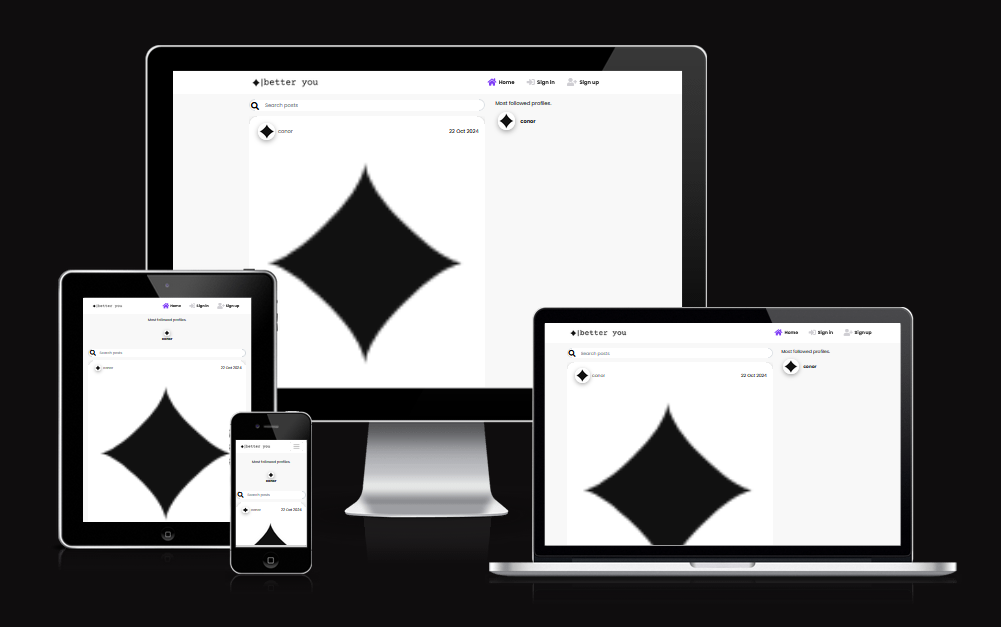 |better you
Home
Sign in
Sign up
Search posts
Most followed profiles.
conor
conor
22 Oct 2024
|better you
Home
Sign in
Sign up
Most followed profiles.
conor
Search posts
conor
22 Oct 2024
|better you
Most followed profiles.
conor
Search posts
conor
22 Oct 2024
|better you
Home
Sign in
Sign up
Search posts
Most followed profiles.
conor
conor
22 Oct 2024